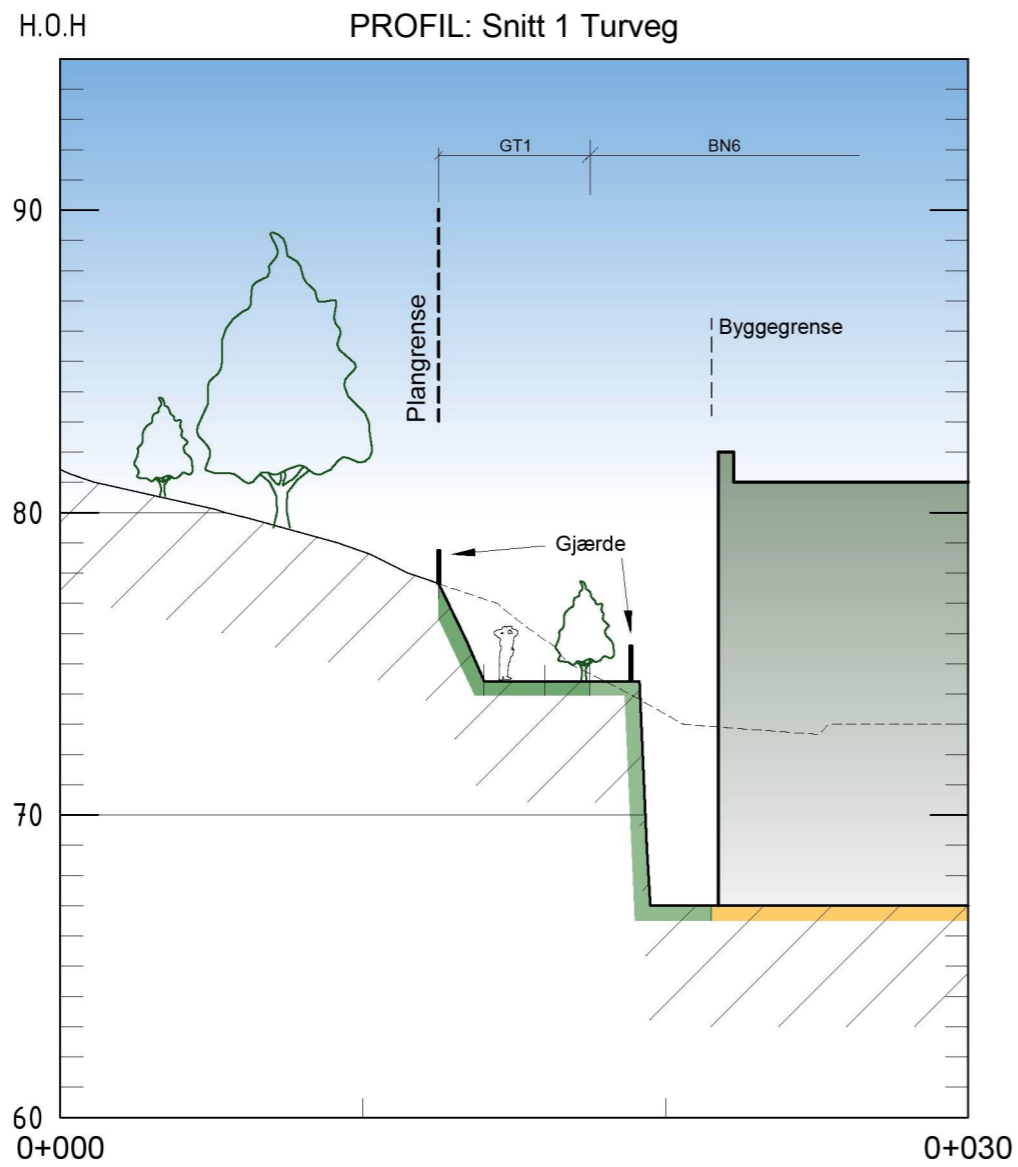 H.O.H
PROFIL: Snitt 1 Turveg
GT1
BN6
90
Plangrense
Byggegrense
80
Gjærde
70
60
0+000
0+030